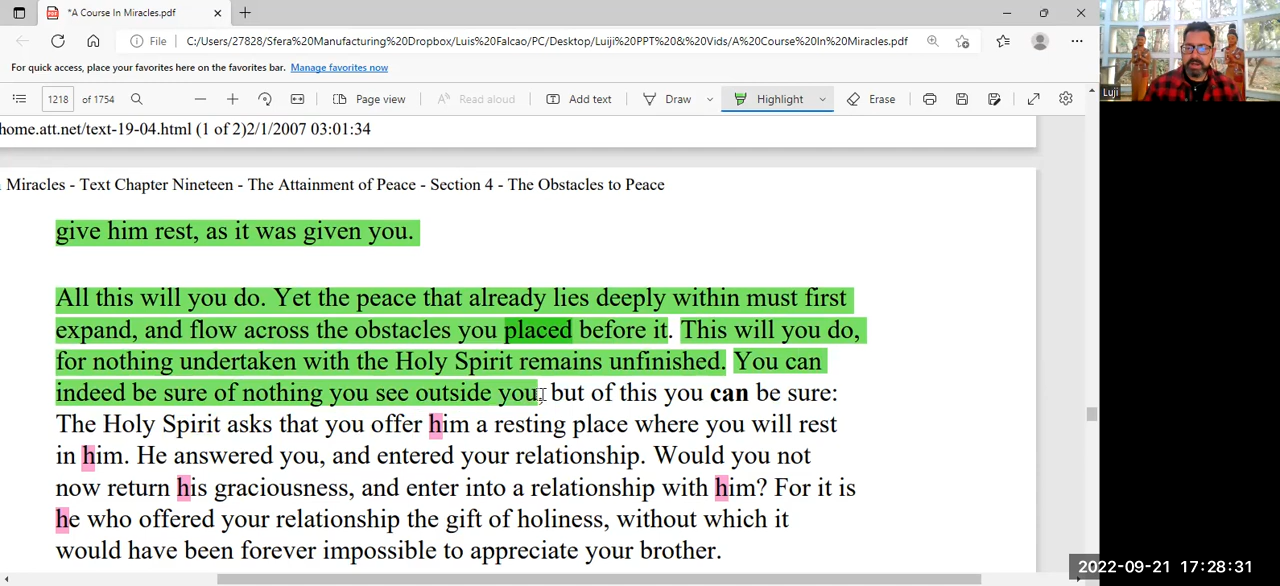 *A Course In Miracles.pdf
File C:/Users/27828/Sfera%20Manufacturing%20Dropbox/Luis%20Falcao/PC/Desktop/Luiji%20PPT%20&%20Vids/A%20Course%20In%20Miracles.pdf
For quick access, place your favorites here on the favorites bar. Manage favorites now
1218 of 1754 Page view Read aloud Add text Draw Highlight Erase
Luji
home.att.net/text-19-04.html (1 of 2)2/1/2007 03:01:34
Miracles - Text Chapter Nineteen - The Attainment of Peace - Section 4 - The Obstacles to Peace
give him rest, as it was given you.
All this will you do. Yet the peace that already lies deeply within must first
expand, and flow across the obstacles you placed before it. This will you do,
for nothing undertaken with the Holy Spirit remains unfinished. You can
indeed be sure of nothing you see outside you, but of this you can be sure:
The Holy Spirit asks that you offer him a resting place where you will rest
in him. He answered you, and entered your relationship. Would you not
now return his graciousness, and enter into a relationship with him? For it is
he who offered your relationship the gift of holiness, without which it
would have been forever impossible to appreciate your brother.
2022-09-21 17:28:31